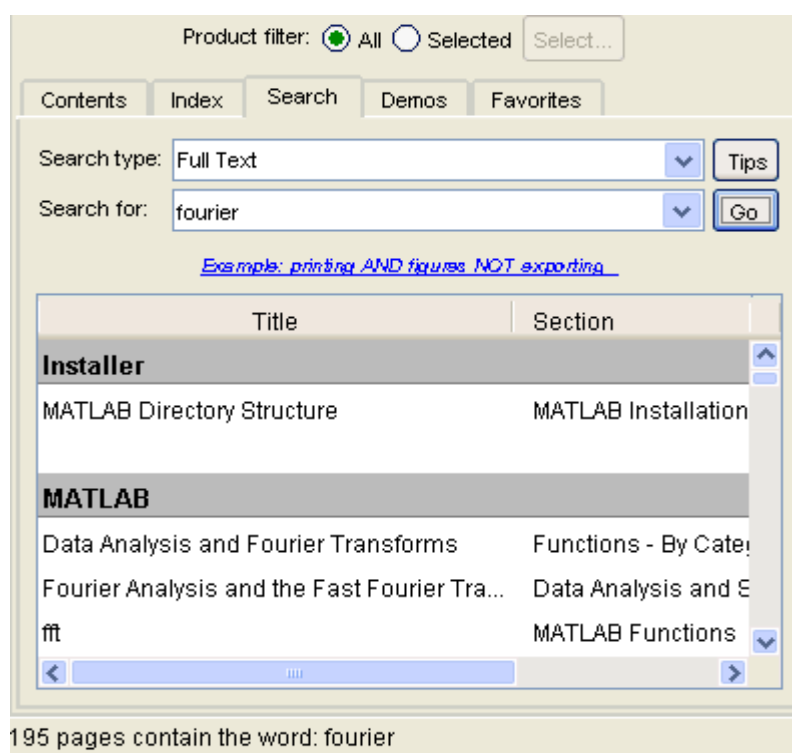 Product filter: All Selected Select...
Contents Index Search Demos Favorites
Search type: Full Text Tips
Search for: fourier Go
Example: printing AND figures NOT exporting
Title Section
Installer
MATLAB Directory Structure MATLAB Installation
MATLAB
Data Analysis and Fourier Transforms Functions - By Cate
Fourier Analysis and the Fast Fourier Tra... Data Analysis and S
fft MATLAB Functions
195 pages contain the word: fourier